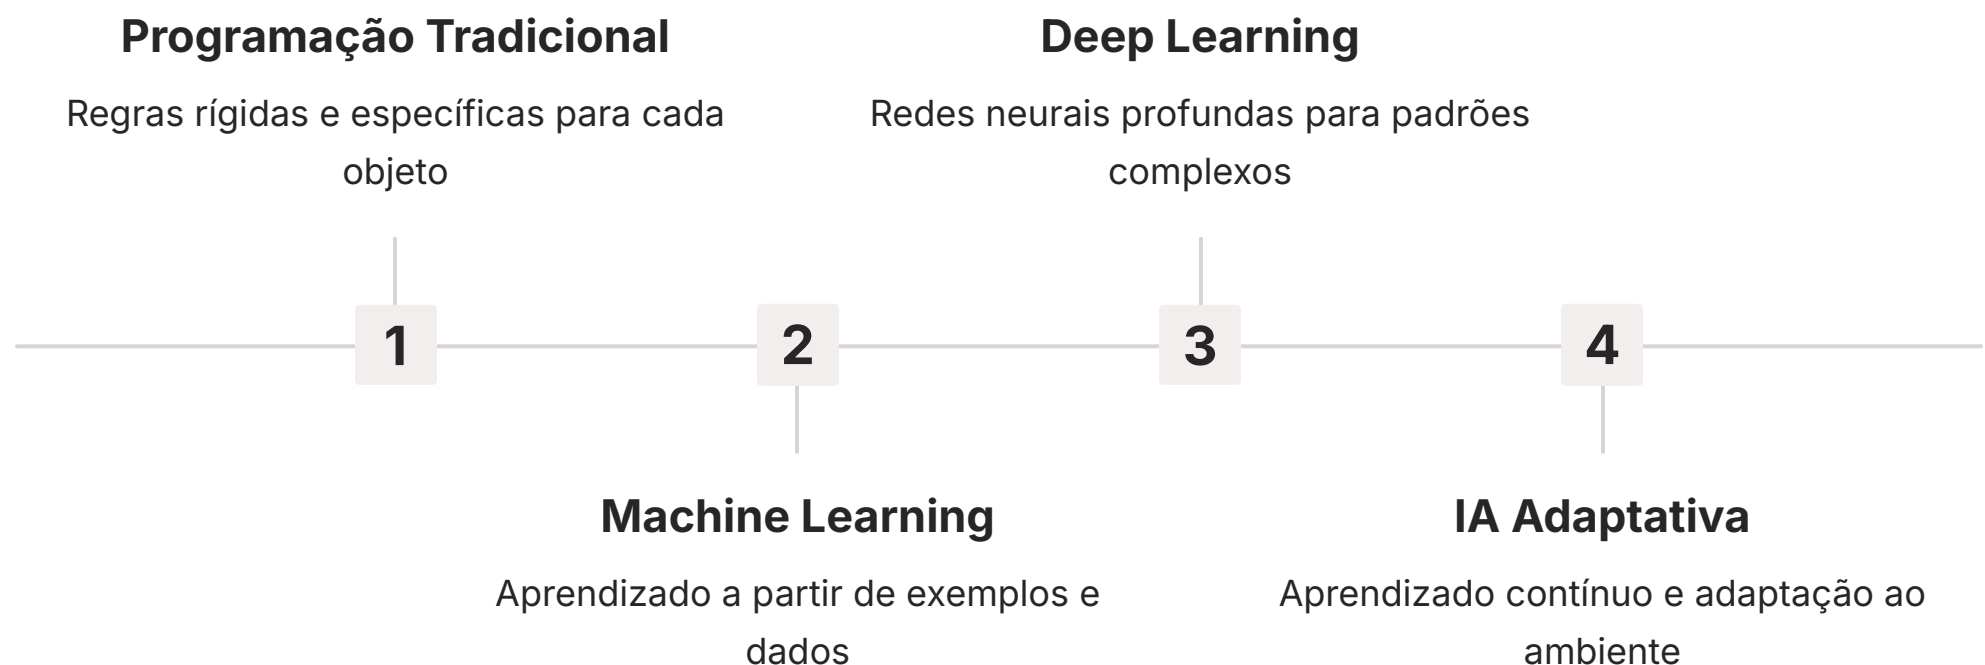 Programação Tradicional
Regras rígidas e específicas para cada
objeto
Deep Learning
Redes neurais profundas para padrões
complexos
1
2
3
4
Machine Learning
Aprendizado a partir de exemplos e
dados
IA Adaptativa
Aprendizado contínuo e adaptação ao
ambiente